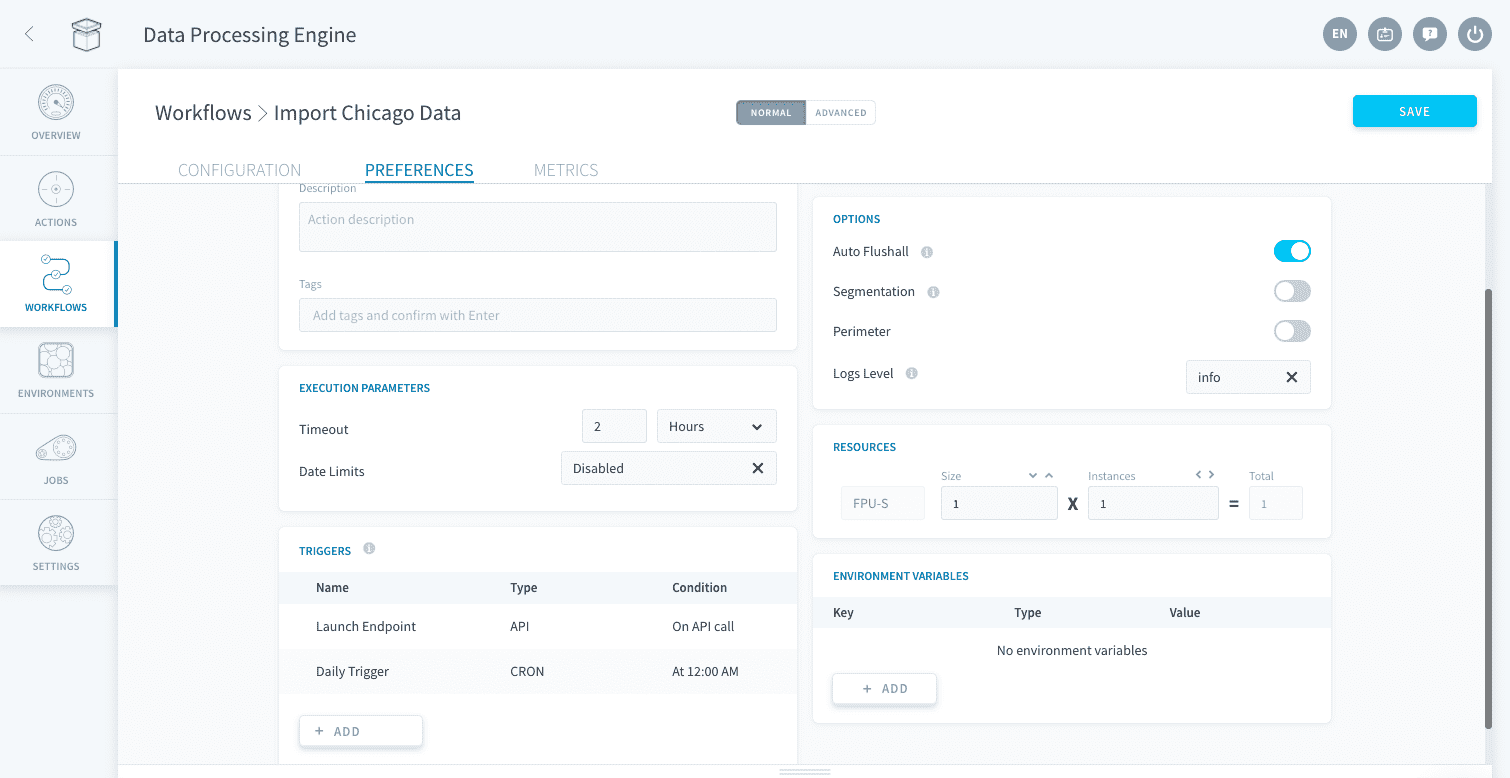 Data Processing Engine
EN
OVERVIEW
ACTIONS
WORKFLOWS
ENVIRONMENTS
JOBS
SETTINGS
Workflows > Import Chicago Data
NORMAL ADVANCED
SAVE
CONFIGURATION PREFERENCES METRICS
Description
Action description
Tags
Add tags and confirm with Enter
EXECUTION PARAMETERS
Timeout 2 Hours
Date Limits Disabled
TRIGGERS
Name Type Condition
Launch Endpoint API On API call
Daily Trigger CRON At 12:00 AM
+ ADD
OPTIONS
Auto Flushall
Segmentation
Perimeter
Logs Level info
RESOURCES
Size Instances Total
FPU-S 1 X 1 = 1
ENVIRONMENT VARIABLES
Key Type Value
No environment variables
+ ADD